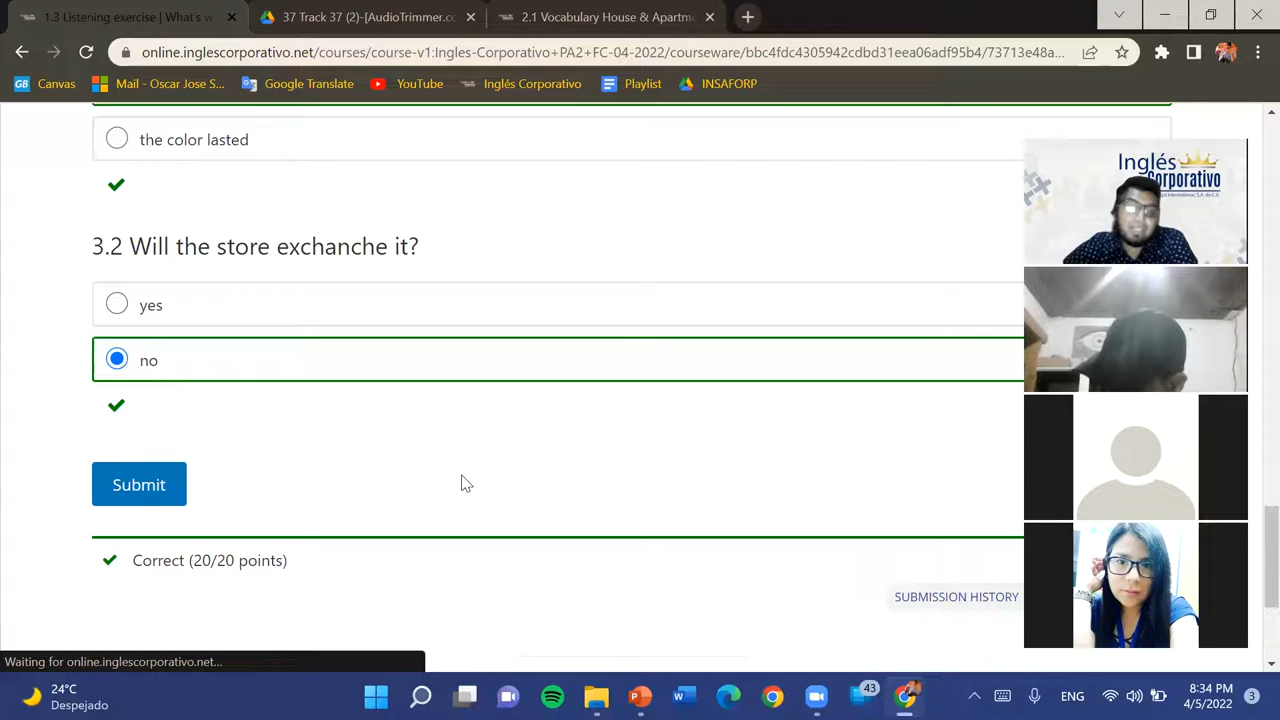 1.3 Listening exercise | What's w
37 Track 37 (2)-[AudioTrimmer.co
2.1 Vocabulary House & Apartm
online.inglescorporativo.net/courses/course-v1:Ingles-Corporativo+PA2+FC-04-2022/courseware/bbc4fdc4305942cdbd31eea06adf95b4/73713e48a...
GB Canvas
Mail - Oscar Jose S...
Google Translate
YouTube
Inglés Corporativo
Playlist
INSAFORP
the color lasted
Inglés
Corporativo
3.2 Will the store exchanche it?
yes
no
Submit
Correct (20/20 points)
SUBMISSION HISTORY
Waiting for online.inglescorporativo.net...
24°C
Despejado
43
ENG
8:34 PM
4/5/2022
3